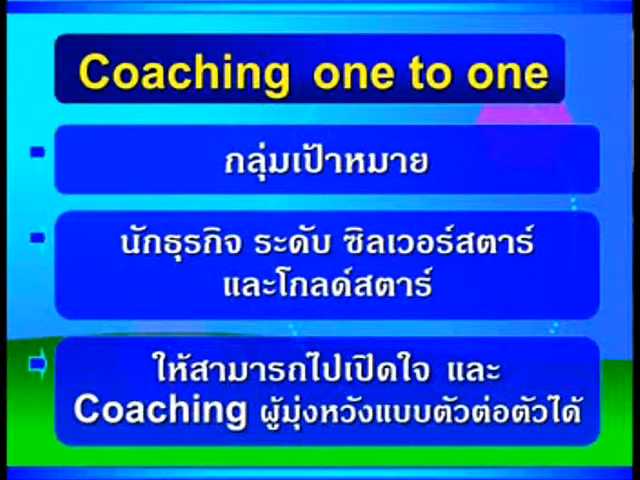 Coaching one to one
กลุ่มเป้าหมาย
นักธุรกิจ ระดับ ซิลเวอร์สตาร์
และโกลด์สตาร์
ให้สามารถไปเปิดใจ และ
Coaching ผู้มุ่งหวังแบบตัวต่อตัวได้